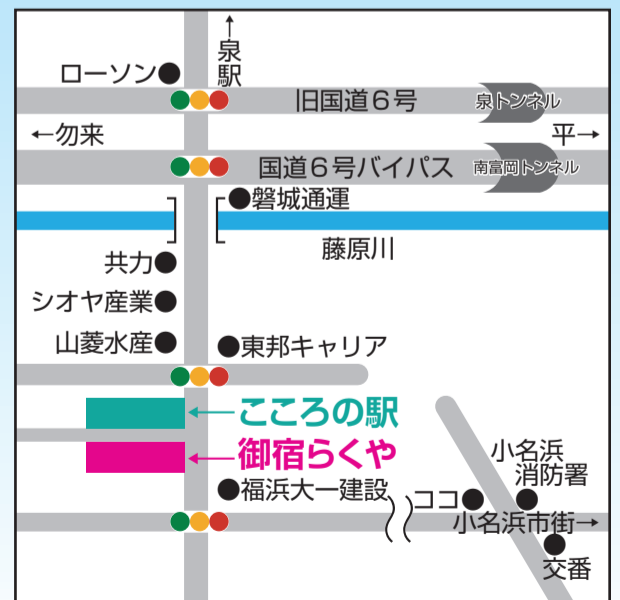 ↑
泉駅
ローソン●
旧国道6号
泉トンネル
←勿来
平→
国道6号バイパス
南富岡トンネル
●磐城通運
藤原川
共力●
シオヤ産業●
山菱水産●
●東邦キャリア
←こころの駅
←御宿らくや
●福浜大一建設
小名浜
消防署
ココ●
小名浜市街→
交番